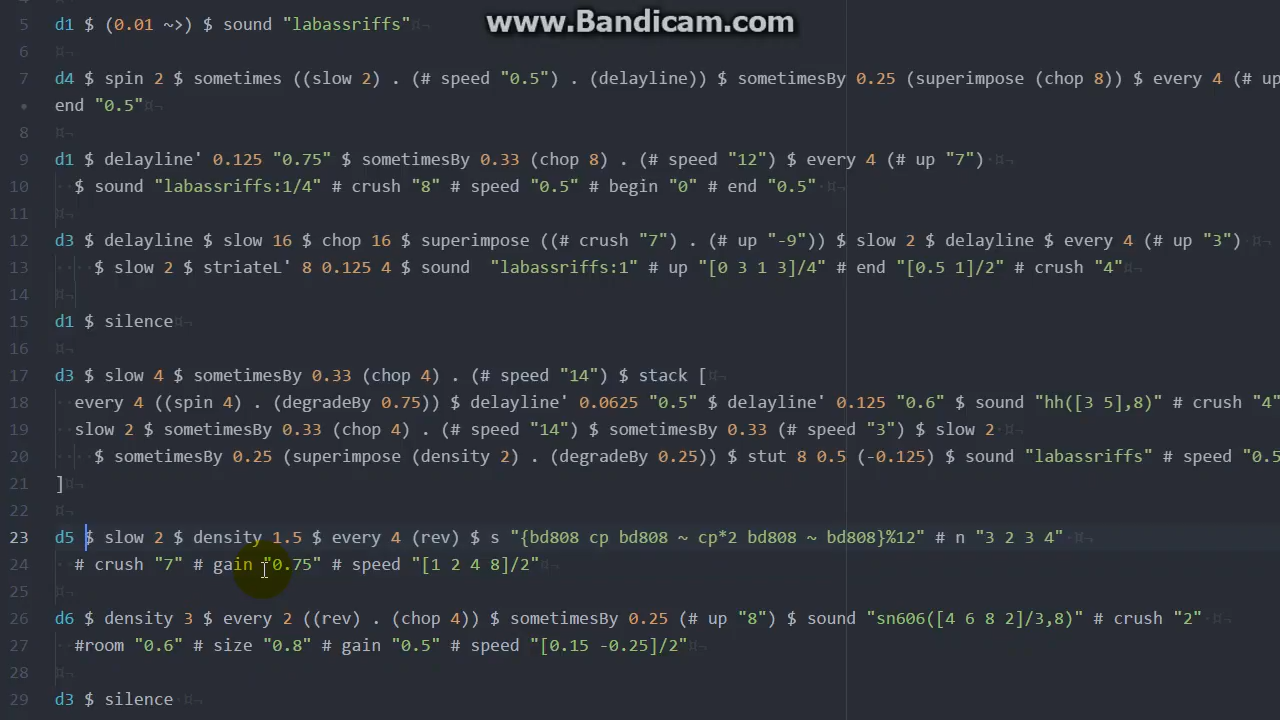 www.Bandicam.com
5 d1 $ (0.01 ~>) $ sound "labassriffs"
6
7 d4 $ spin 2 $ sometimes ((slow 2) . (# speed "0.5") . (delayline)) $ sometimesBy 0.25 (superimpose (chop 8)) $ every 4 (# up
end "0.5"
8
9 d1 $ delayline' 0.125 "0.75" $ sometimesBy 0.33 (chop 8) . (# speed "12") $ every 4 (# up "7")
10 $ sound "labassriffs:1/4" # crush "8" # speed "0.5" # begin "0" # end "0.5"
11
12 d3 $ delayline $ slow 16 $ chop 16 $ superimpose ((# crush "7") . (# up "-9")) $ slow 2 $ delayline $ every 4 (# up "3")
13 $ slow 2 $ striateL' 8 0.125 4 $ sound "labassriffs:1" # up "[0 3 1 3]/4" # end "[0.5 1]/2" # crush "4"
14
15 d1 $ silence
16
17 d3 $ slow 4 $ sometimesBy 0.33 (chop 4) . (# speed "14") $ stack [
18 every 4 ((spin 4) . (degradeBy 0.75)) $ delayline' 0.0625 "0.5" $ delayline' 0.125 "0.6" $ sound "hh([3 5],8)" # crush "4"
19 slow 2 $ sometimesBy 0.33 (chop 4) . (# speed "14") $ sometimesBy 0.33 (# speed "3") $ slow 2
20 $ sometimesBy 0.25 (superimpose (density 2) . (degradeBy 0.25)) $ stut 8 0.5 (-0.125) $ sound "labassriffs" # speed "0.5
21 ]
22
23 d5 $ slow 2 $ density 1.5 $ every 4 (rev) $ s "{bd808 cp bd808 ~ cp*2 bd808 ~ bd808}%12" # n "3 2 3 4"
24 # crush "7" # gain "0.75" # speed "[1 2 4 8]/2"
25
26 d6 $ density 3 $ every 2 ((rev) . (chop 4)) $ sometimesBy 0.25 (# up "8") $ sound "sn606([4 6 8 2]/3,8)" # crush "2"
27 #room "0.6" # size "0.8" # gain "0.5" # speed "[0.15 -0.25]/2"
28
29 d3 $ silence